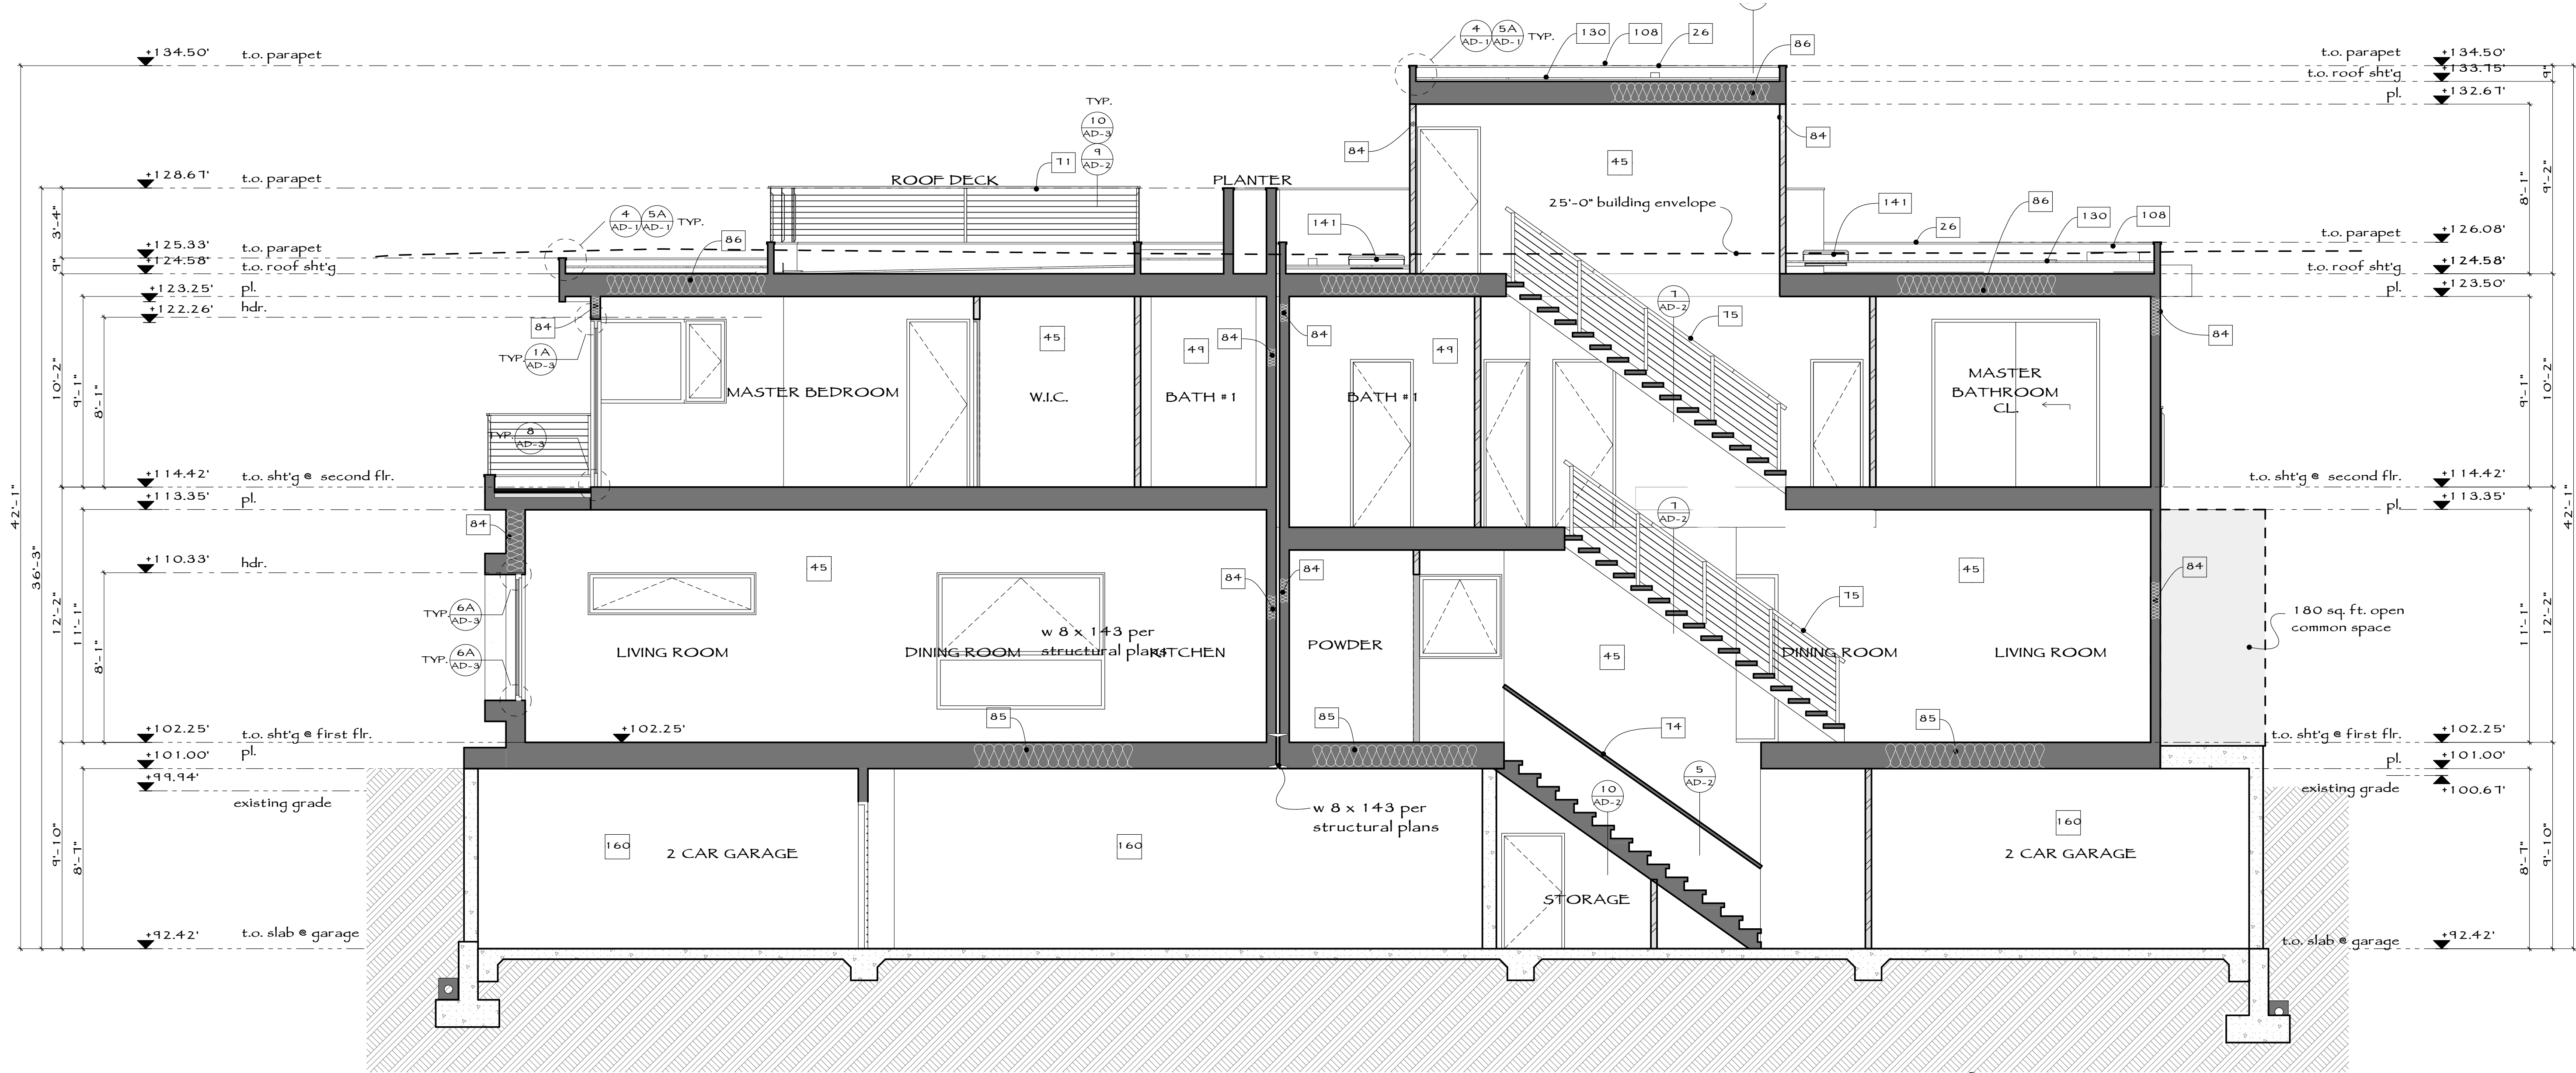 4 AD-1 5A AD-1 TYP. 130 108 26 86
+134.50' t.o. parapet
t.o. parapet +134.50'
t.o. roof sht'g +133.75' 9"
pl. +132.67'
TYP.
10 AD-3
9 AD-2
84 45 84
71
+128.67' t.o. parapet
ROOF DECK PLANTER
25'-0" building envelope
8'-1" 9'-2"
3'-4"
4 AD-1 5A AD-1 TYP.
86 141 141 26 86 130 108
+125.33' t.o. parapet
t.o. parapet +126.08'
9" +124.58' t.o. roof sht'g
t.o. roof sht'g +124.58'
+123.25' pl.
pl. +123.50'
+122.26' hdr.
84
TYP. 1A AD-3
45 49 84 84 49
7 AD-2 75
84
10'-2" 9'-1" 8'-1"
MASTER BEDROOM W.I.C. BATH #1 BATH #1
MASTER
BATHROOM
CL.
9'-1" 10'-2"
TYP. 8 AD-3
+114.42' t.o. sht'g @ second flr.
t.o. sht'g @ second flr. +114.42'
+113.35' pl.
pl. +113.35'
42'-1" 36'-3"
42'-1"
84
7 AD-2
+110.33' hdr.
45 84 84 45 84
75
12'-2" 11'-1" 8'-1"
11'-1" 12'-2"
TYP. 6A AD-3
180 sq. ft. open
common space
TYP. 6A AD-3
w 8 x 143 per
structural plans
LIVING ROOM DINING ROOM KITCHEN POWDER 45 DINING ROOM LIVING ROOM
85 85 74 85
+102.25' t.o. sht'g @ first flr. +102.25'
t.o. sht'g @ first flr. +102.25'
+101.00' pl.
pl. +101.00'
+99.94'
existing grade
existing grade +100.67'
10 AD-2 5 AD-2
w 8 x 143 per
structural plans
9'-10" 8'-7"
8'-7" 9'-10"
160 2 CAR GARAGE 160
160
2 CAR GARAGE
STORAGE
+92.42' t.o. slab @ garage
t.o. slab @ garage +92.42'